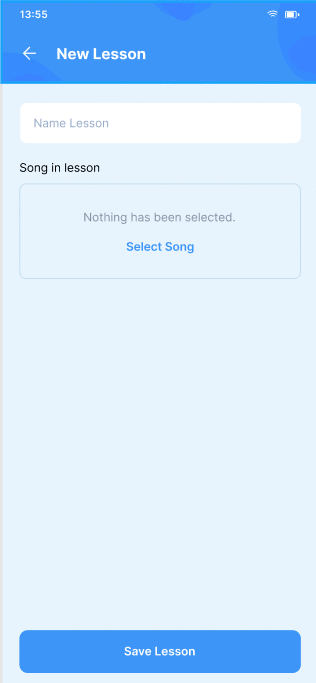 13:55
New Lesson
Name Lesson
Song in lesson
Nothing has been selected.
Select Song
Save Lesson